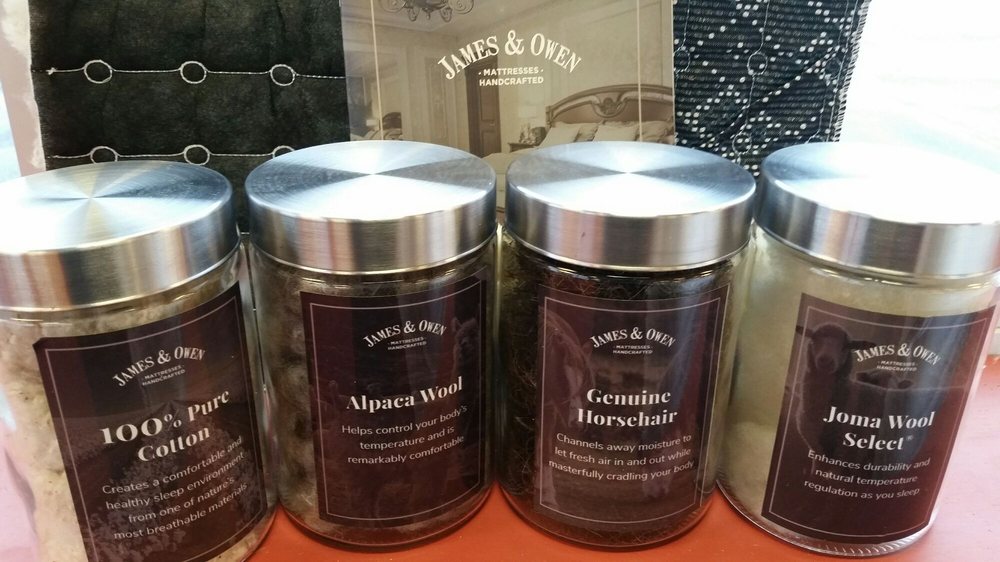 JAMES & OWEN
· MATTRESSES ·
HANDCRAFTED
JAMES & OWEN
· MATTRESSES ·
HANDCRAFTED
100% Pure
Cotton
Creates a comfortable and
healthy sleep environment
from one of nature's
most breathable materials
JAMES & OWEN
· MATTRESSES ·
HANDCRAFTED
Alpaca Wool
Helps control your body's
temperature and is
remarkably comfortable
JAMES & OWEN
· MATTRESSES ·
HANDCRAFTED
Genuine
Horsehair
Channels away moisture to
let fresh air in and out while
masterfully cradling your body
JAMES & OWEN
· MATTRESSES ·
HANDCRAFTED
Joma Wool
Select®
Enhances durability and
natural temperature
regulation as you sleep